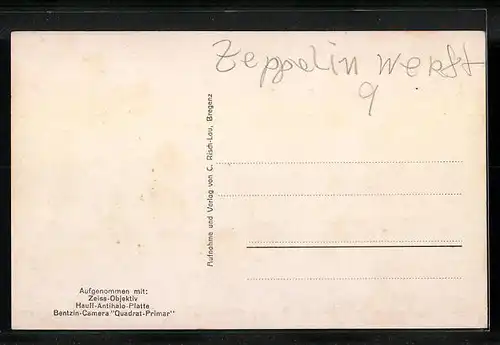 Zeppelin Werft
9
Aufnahme und Verlag von C. Risch-Lau, Bregenz
Aufgenommen mit:
Zeiss-Objektiv
Hauff-Antihalo-Platte
Bentzin-Camera "Quadrat-Primar"